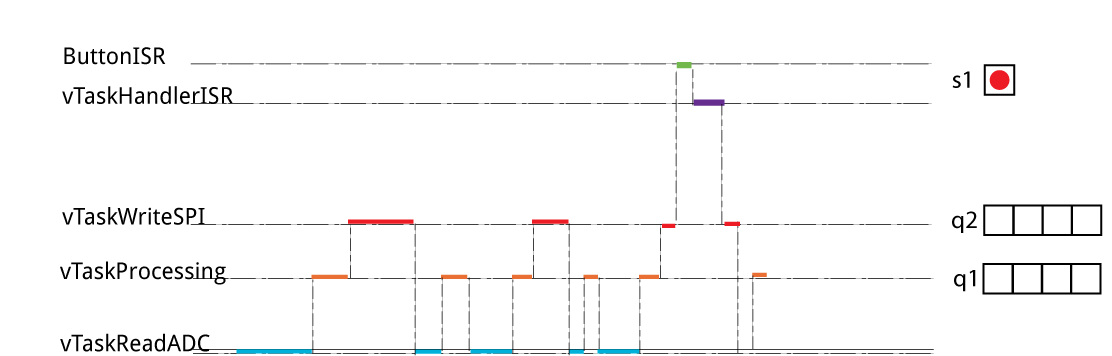 ButtonISR
vTaskHandlerISR
s1
vTaskWriteSPI
q2
vTaskProcessing
q1
vTaskReadADC